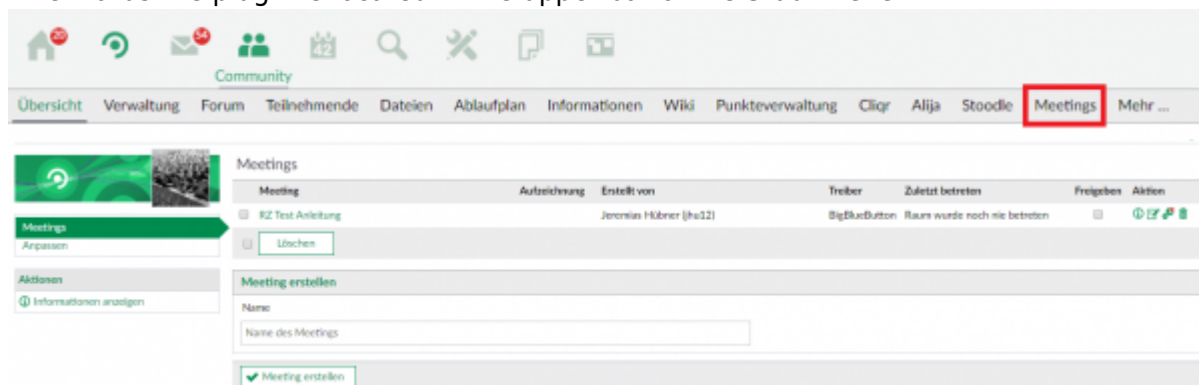 20 54
42
Community
Übersicht Verwaltung Forum Teilnehmende Dateien Ablaufplan Informationen Wiki Punkteverwaltung Cliqr Alija Stoodle Meetings Mehr ...
Meetings
Meeting Aufzeichnung Erstellt von Treiber Zuletzt betreten Freigeben Aktion
RZ Test Anleitung Jeremias Hübner (jhu12) BigBlueButton Raum wurde noch nie betreten
Löschen
Meetings
Anpassen
Aktionen
Informationen anzeigen
Meeting erstellen
Name
Name des Meetings
Meeting erstellen